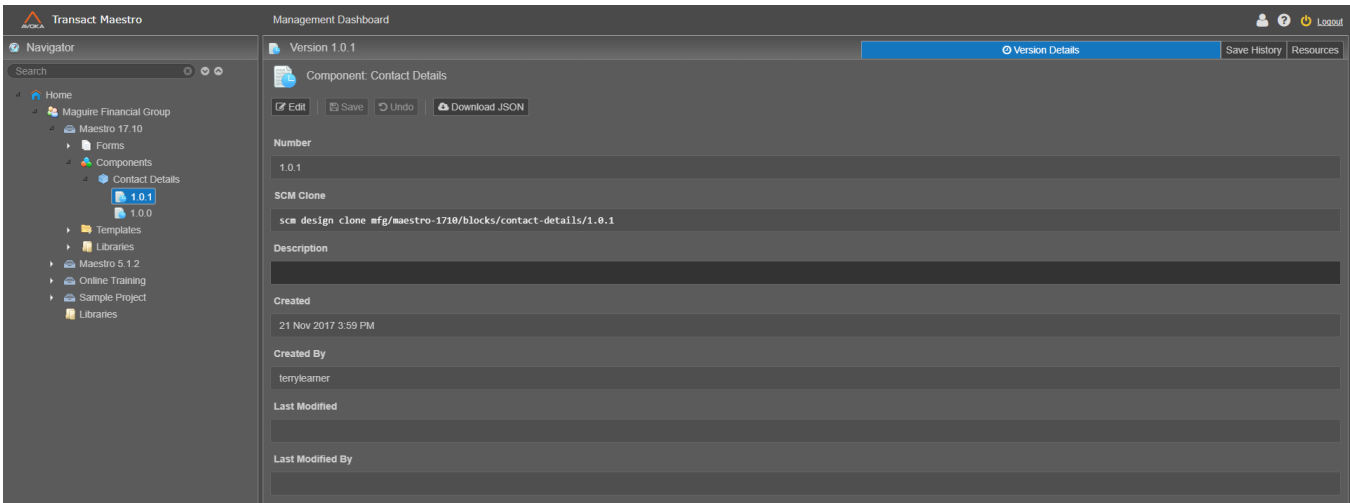 AVOKA
Transact Maestro
Management Dashboard
Logout
Navigator
Search
Home
Maguire Financial Group
Maestro 17.10
Forms
Components
Contact Details
1.0.1
1.0.0
Templates
Libraries
Maestro 5.1.2
Online Training
Sample Project
Libraries
Version 1.0.1
Version Details
Save History
Resources
Component: Contact Details
Edit
Save
Undo
Download JSON
Number
1.0.1
SCM Clone
scm design clone mfg/maestro-1710/blocks/contact-details/1.0.1
Description
Created
21 Nov 2017 3:59 PM
Created By
terrylearner
Last Modified
Last Modified By